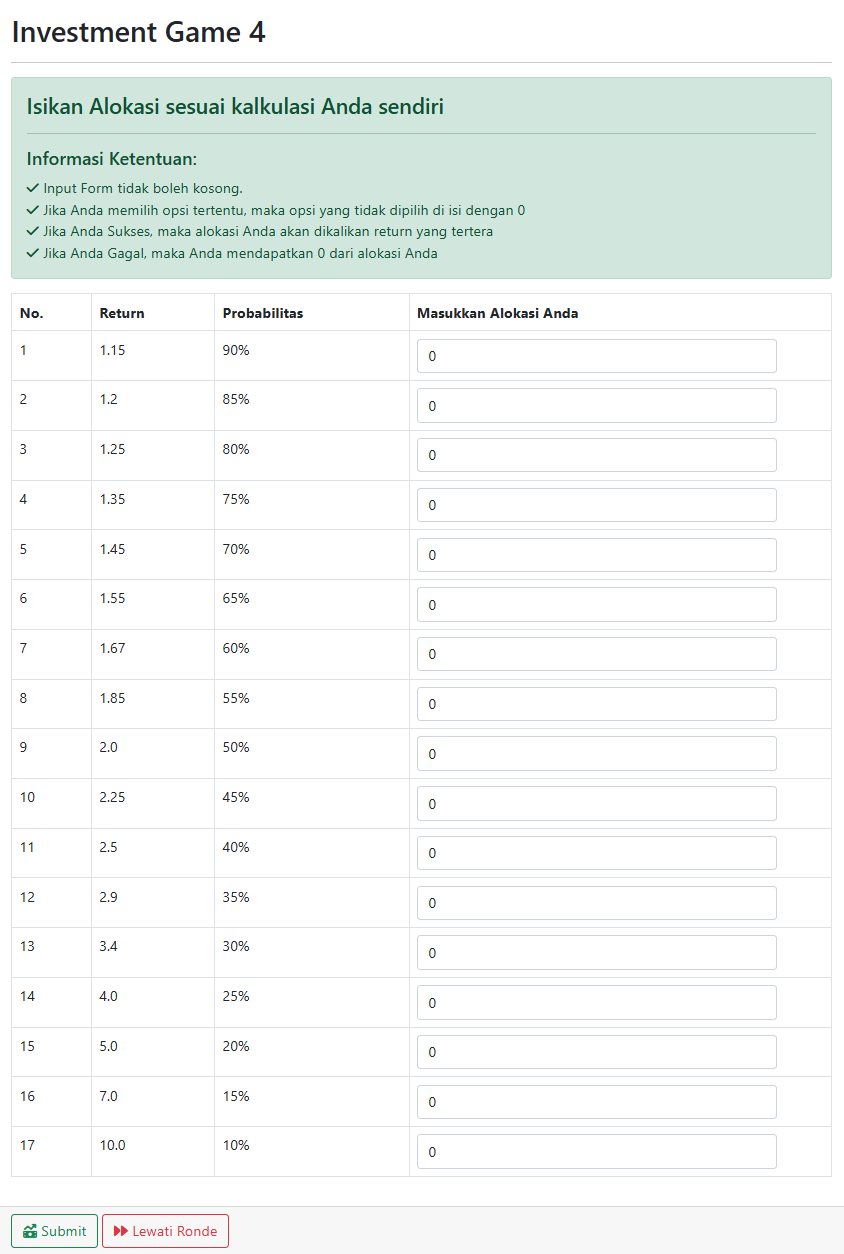 Investment Game 4
Isikan Alokasi sesuai kalkulasi Anda sendiri
Informasi Ketentuan:
Input Form tidak boleh kosong.
Jika Anda memilih opsi tertentu, maka opsi yang tidak dipilih di isi dengan 0
Jika Anda Sukses, maka alokasi Anda akan dikalikan return yang tertera
Jika Anda Gagal, maka Anda mendapatkan 0 dari alokasi Anda
No. Return Probabilitas Masukkan Alokasi Anda
1 1.15 90% 0
2 1.2 85% 0
3 1.25 80% 0
4 1.35 75% 0
5 1.45 70% 0
6 1.55 65% 0
7 1.67 60% 0
8 1.85 55% 0
9 2.0 50% 0
10 2.25 45% 0
11 2.5 40% 0
12 2.9 35% 0
13 3.4 30% 0
14 4.0 25% 0
15 5.0 20% 0
16 7.0 15% 0
17 10.0 10% 0
Submit Lewati Ronde